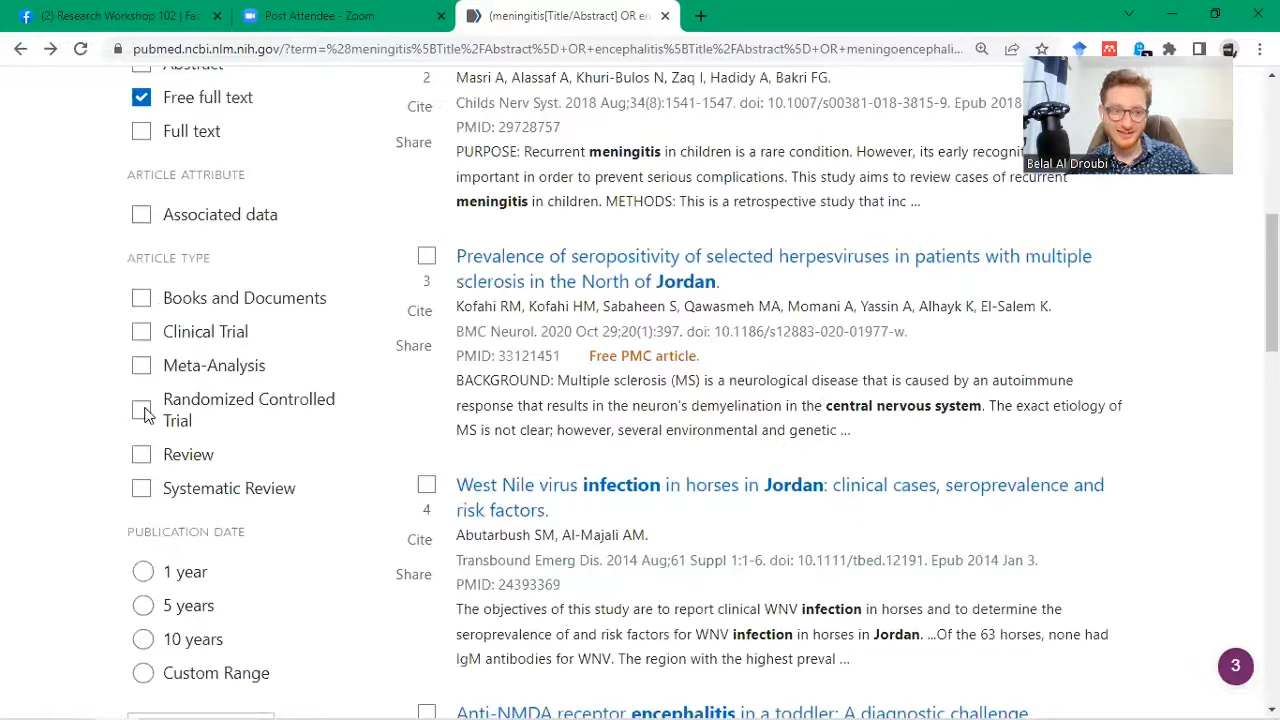 (2) Research Workshop 102 | Fa
Post Attendee - Zoom
(meningitis[Title/Abstract] OR en
pubmed.ncbi.nlm.nih.gov/?term=%28meningitis%5BTitle%2FAbstract%5D+OR+encephalitis%5BTitle%2FAbstract%5D+OR+meningoencephali...
Abstract
Free full text
Full text
ARTICLE ATTRIBUTE
Associated data
ARTICLE TYPE
Books and Documents
Clinical Trial
Meta-Analysis
Randomized Controlled
Trial
Review
Systematic Review
PUBLICATION DATE
1 year
5 years
10 years
Custom Range
2
Cite
Share
Masri A, Alassaf A, Khuri-Bulos N, Zaq I, Hadidy A, Bakri FG.
Childs Nerv Syst. 2018 Aug;34(8):1541-1547. doi: 10.1007/s00381-018-3815-9. Epub 2018
PMID: 29728757
PURPOSE: Recurrent meningitis in children is a rare condition. However, its early recognit
important in order to prevent serious complications. This study aims to review cases of recurrent
meningitis in children. METHODS: This is a retrospective study that inc ...
3
Cite
Share
Prevalence of seropositivity of selected herpesviruses in patients with multiple
sclerosis in the North of Jordan.
Kofahi RM, Kofahi HM, Sabaheen S, Qawasmeh MA, Momani A, Yassin A, Alhayk K, El-Salem K.
BMC Neurol. 2020 Oct 29;20(1):397. doi: 10.1186/s12883-020-01977-w.
PMID: 33121451 Free PMC article.
BACKGROUND: Multiple sclerosis (MS) is a neurological disease that is caused by an autoimmune
response that results in the neuron's demyelination in the central nervous system. The exact etiology of
MS is not clear; however, several environmental and genetic ...
4
Cite
Share
West Nile virus infection in horses in Jordan: clinical cases, seroprevalence and
risk factors.
Abutarbush SM, Al-Majali AM.
Transbound Emerg Dis. 2014 Aug;61 Suppl 1:1-6. doi: 10.1111/tbed.12191. Epub 2014 Jan 3.
PMID: 24393369
The objectives of this study are to report clinical WNV infection in horses and to determine the
seroprevalence of and risk factors for WNV infection in horses in Jordan. ...Of the 63 horses, none had
IgM antibodies for WNV. The region with the highest preval ...
Anti-NMDA receptor encephalitis in a toddler: A diagnostic challenge
Belal Al Droubi
3